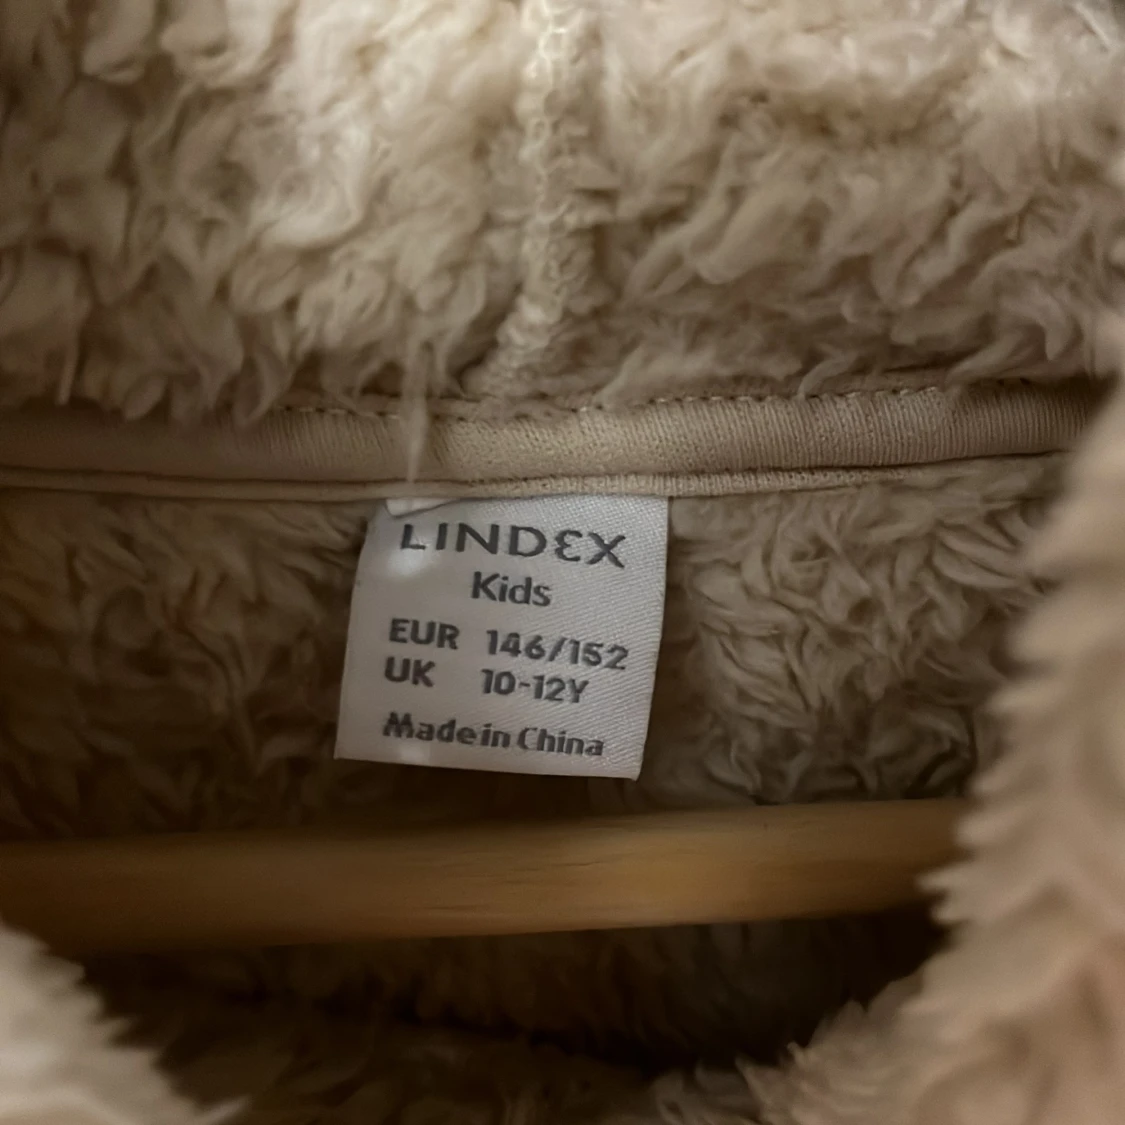 LINDEX
Kids
EUR 146/152
UK 10-12Y
Made in China